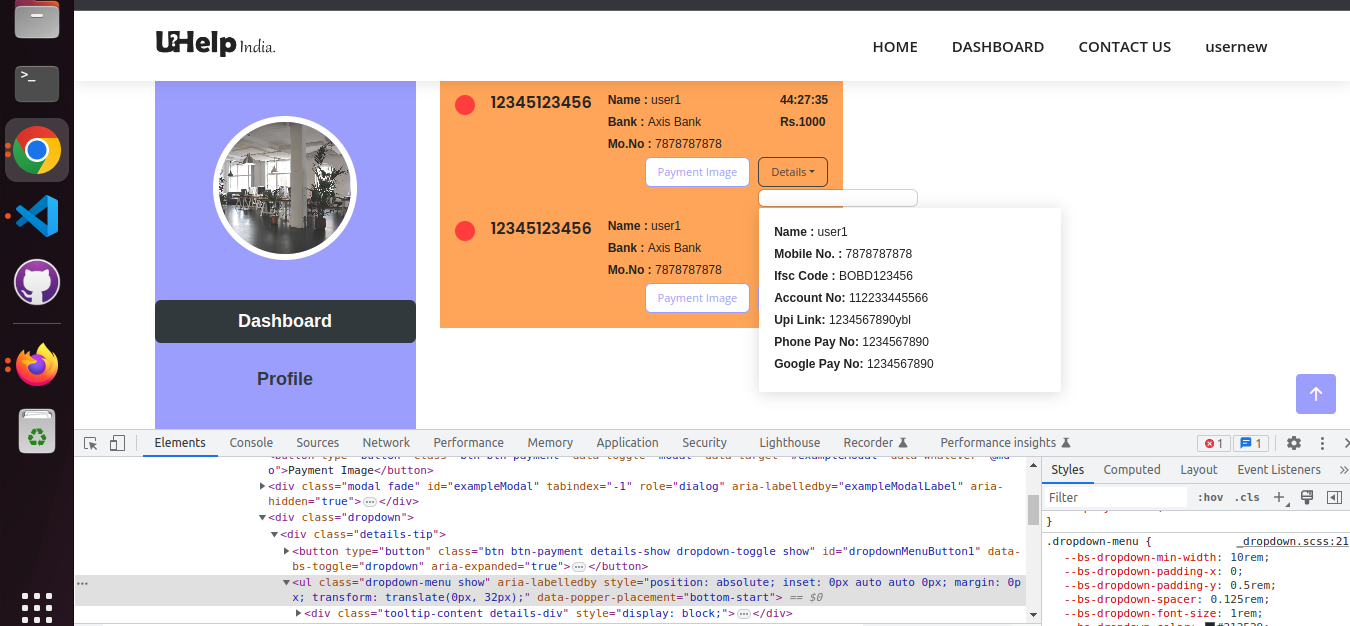 >_
U?Help India.
HOME DASHBOARD CONTACT US usernew
12345123456 Name : user1 44:27:35
Bank : Axis Bank Rs.1000
Mo.No : 7878787878
Payment Image Details
12345123456 Name : user1
Bank : Axis Bank
Mo.No : 7878787878
Payment Image
Name : user1
Mobile No. : 7878787878
Ifsc Code : BOBD123456
Account No: 112233445566
Upi Link: 1234567890ybl
Phone Pay No: 1234567890
Google Pay No: 1234567890
Dashboard
Profile
Elements Console Sources Network Performance Memory Application Security Lighthouse Recorder Performance insights 1 1
o">Payment Image</button>
<div class="modal fade" id="exampleModal" tabindex="-1" role="dialog" aria-labelledby="exampleModalLabel" aria-
hidden="true">…</div>
<div class="dropdown">
<div class="details-tip">
<button type="button" class="btn btn-payment details-show dropdown-toggle show" id="dropdownMenuButton1" data-
bs-toggle="dropdown" aria-expanded="true">…</button>
<ul class="dropdown-menu show" aria-labelledby style="position: absolute; inset: 0px auto auto 0px; margin: 0p
x; transform: translate(0px, 32px);" data-popper-placement="bottom-start"> == $0
<div class="tooltip-content details-div" style="display: block;">…</div>
Styles Computed Layout Event Listeners »
Filter :hov .cls +
}
.dropdown-menu { _dropdown.scss:21
--bs-dropdown-min-width: 10rem;
--bs-dropdown-padding-x: 0;
--bs-dropdown-padding-y: 0.5rem;
--bs-dropdown-spacer: 0.125rem;
--bs-dropdown-font-size: 1rem;